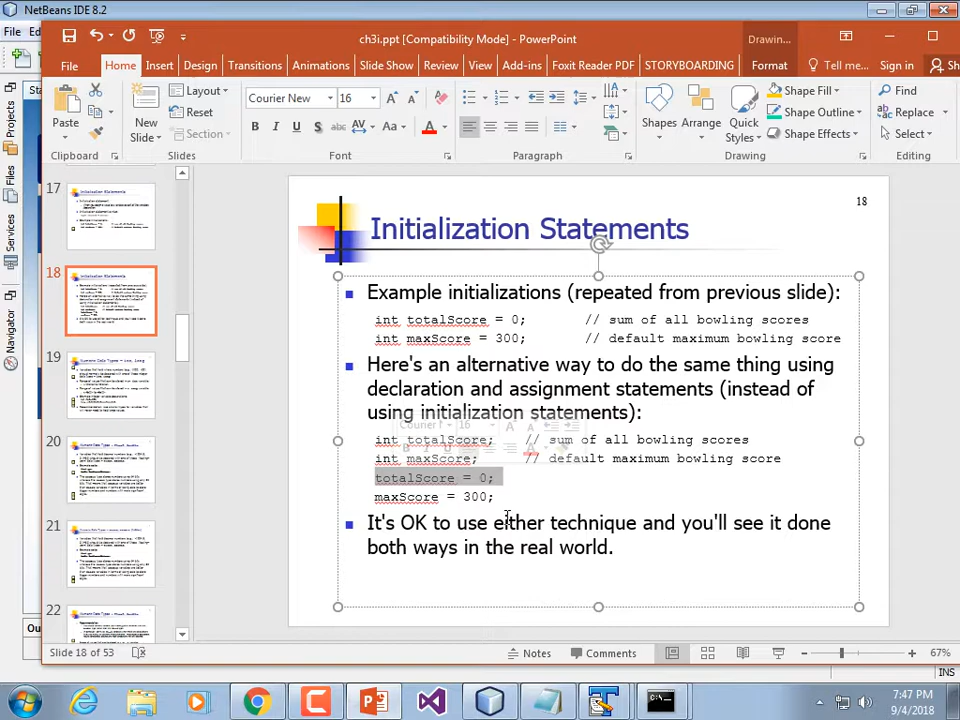 NetBeans IDE 8.2
File Ed
ch3i.ppt [Compatibility Mode] - PowerPoint
Drawin...
File Home Insert Design Transitions Animations Slide Show Review View Add-ins Foxit Reader PDF STORYBOARDING Format Tell me... Sign in Sh
Paste
Clipboard
New
Slide
Layout
Reset
Section
Slides
Courier New 16
Font
Paragraph
Shapes Arrange Quick
Styles
Shape Fill
Shape Outline
Shape Effects
Drawing
Find
Replace
Select
Editing
Projects
Files
Services
Navigator
17
18
19
20
21
22
18
Initialization Statements
Example initializations (repeated from previous slide):
int totalScore = 0; // sum of all bowling scores
int maxScore = 300; // default maximum bowling score
Here's an alternative way to do the same thing using
declaration and assignment statements (instead of
using initialization statements):
int totalScore; // sum of all bowling scores
int maxScore; // default maximum bowling score
totalScore = 0;
maxScore = 300;
It's OK to use either technique and you'll see it done
both ways in the real world.
Ou
Slide 18 of 53 Notes Comments 67%
INS
7:47 PM
9/4/2018